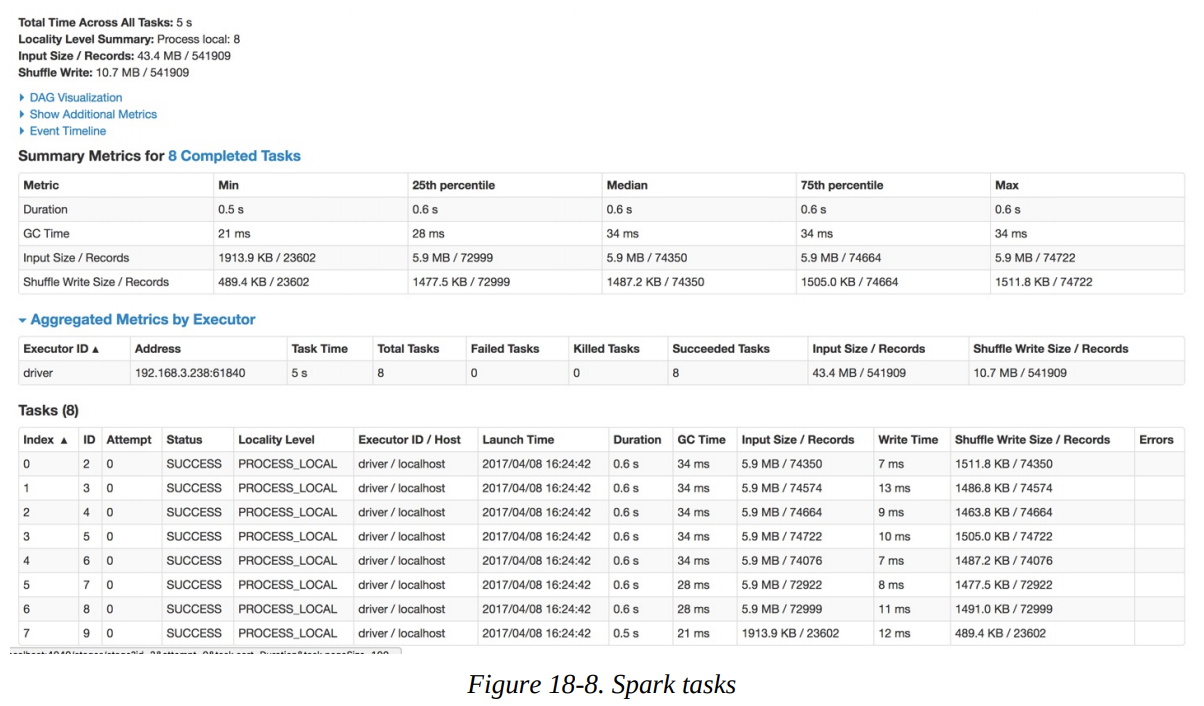 Total Time Across All Tasks: 5 s
Locality Level Summary: Process local: 8
Input Size / Records: 43.4 MB / 541909
Shuffle Write: 10.7 MB / 541909
DAG Visualization
Show Additional Metrics
Event Timeline
Summary Metrics for 8 Completed Tasks
Metric Min 25th percentile Median 75th percentile Max
Duration 0.5 s 0.6 s 0.6 s 0.6 s 0.6 s
GC Time 21 ms 28 ms 34 ms 34 ms 34 ms
Input Size / Records 1913.9 KB / 23602 5.9 MB / 72999 5.9 MB / 74350 5.9 MB / 74664 5.9 MB / 74722
Shuffle Write Size / Records 489.4 KB / 23602 1477.5 KB / 72999 1487.2 KB / 74350 1505.0 KB / 74664 1511.8 KB / 74722
Aggregated Metrics by Executor
Executor ID ▲ Address Task Time Total Tasks Failed Tasks Killed Tasks Succeeded Tasks Input Size / Records Shuffle Write Size / Records
driver 192.168.3.238:61840 5 s 8 0 0 8 43.4 MB / 541909 10.7 MB / 541909
Tasks (8)
Index ▲ ID Attempt Status Locality Level Executor ID / Host Launch Time Duration GC Time Input Size / Records Write Time Shuffle Write Size / Records Errors
0 2 0 SUCCESS PROCESS_LOCAL driver / localhost 2017/04/08 16:24:42 0.6 s 34 ms 5.9 MB / 74350 7 ms 1511.8 KB / 74350
1 3 0 SUCCESS PROCESS_LOCAL driver / localhost 2017/04/08 16:24:42 0.6 s 34 ms 5.9 MB / 74574 13 ms 1486.8 KB / 74574
2 4 0 SUCCESS PROCESS_LOCAL driver / localhost 2017/04/08 16:24:42 0.6 s 34 ms 5.9 MB / 74664 9 ms 1463.8 KB / 74664
3 5 0 SUCCESS PROCESS_LOCAL driver / localhost 2017/04/08 16:24:42 0.6 s 34 ms 5.9 MB / 74722 10 ms 1505.0 KB / 74722
4 6 0 SUCCESS PROCESS_LOCAL driver / localhost 2017/04/08 16:24:42 0.6 s 34 ms 5.9 MB / 74076 7 ms 1487.2 KB / 74076
5 7 0 SUCCESS PROCESS_LOCAL driver / localhost 2017/04/08 16:24:42 0.6 s 28 ms 5.9 MB / 72922 8 ms 1477.5 KB / 72922
6 8 0 SUCCESS PROCESS_LOCAL driver / localhost 2017/04/08 16:24:42 0.6 s 28 ms 5.9 MB / 72999 11 ms 1491.0 KB / 72999
7 9 0 SUCCESS PROCESS_LOCAL driver / localhost 2017/04/08 16:24:42 0.5 s 21 ms 1913.9 KB / 23602 12 ms 489.4 KB / 23602
Figure 18-8. Spark tasks